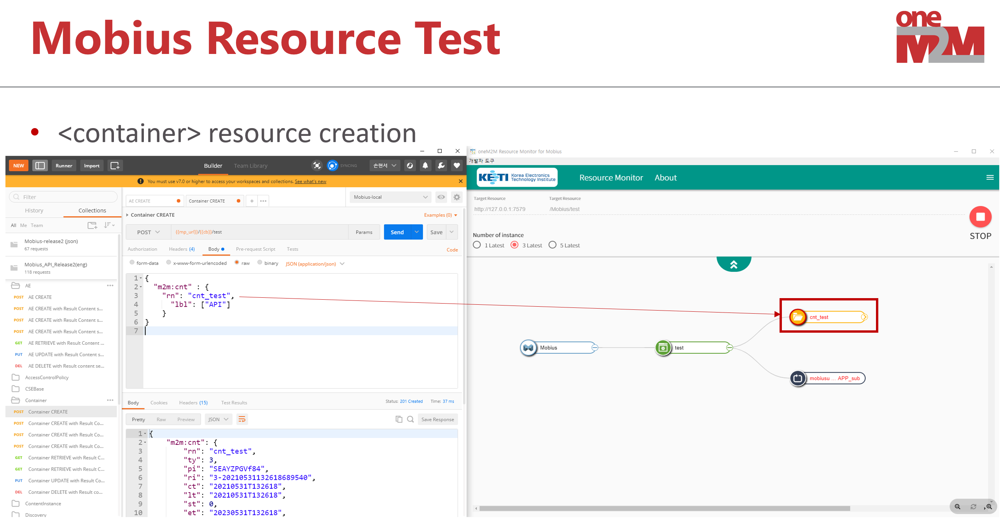 Mobius Resource Test
one
M2M
• <container> resource creation
NEW
Runner
Import
Builder
Team Library
SYNCING
손현서
You must use v7.0 or higher to access your workspaces and collections. See what's new
Filter
History
Collections
All Me Team
Mobius-release2 (json)
67 requests
Mobius_API_Release2(eng)
118 requests
AE
POST AE CREATE
POST AE CREATE with Result Content s...
POST AE CREATE with Result Content s...
POST AE CREATE with Result Content s...
GET AE RETRIEVE with Result Content ...
PUT AE UPDATE with Result Content s...
DEL AE DELETE with Result content se...
AccessControlPolicy
CSEBase
Container
POST Container CREATE
POST Container CREATE with Result Co...
POST Container CREATE with Result Co...
POST Container CREATE with Result Co...
GET Container RETRIEVE with Result C...
GET Container RETRIEVE with Result C...
PUT Container UPDATE with Result Co...
DEL Container DELETE with Result co...
ContentInstance
Discovery
AE CREATE
Container CREATE
Mobius-local
Container CREATE
Examples (0)
POST
{{mp_url}}/{{cb}}/test
Params
Send
Save
Authorization
Headers (4)
Body
Pre-request Script
Tests
Code
form-data
x-www-form-urlencoded
raw
binary
JSON (application/json)
1 {
2 "m2m:cnt" : {
3 "rn": "cnt_test",
4 "lbl": ["API"]
5 }
6 }
7
Body
Cookies
Headers (15)
Test Results
Status: 201 Created
Time: 37 ms
Pretty
Raw
Preview
JSON
Save Response
1 {
2 "m2m:cnt": {
3 "rn": "cnt_test",
4 "ty": 3,
5 "pi": "SEAYZPGVf84",
6 "ri": "3-20210531132618689540",
7 "ct": "20210531T132618",
8 "lt": "20210531T132618",
9 "st": 0,
10 "et": "20230531T132618",
oneM2M Resource Monitor for Mobius
개발자 도구
KETI Korea Electronics
Technology Institute
Resource Monitor
About
Target Resource
Target Resource
http://127.0.0.1:7579
/Mobius/test
STOP
Number of instance
1 Latest
3 Latest
5 Latest
cnt_test
Mobius
test
mobiusu ... APP_sub